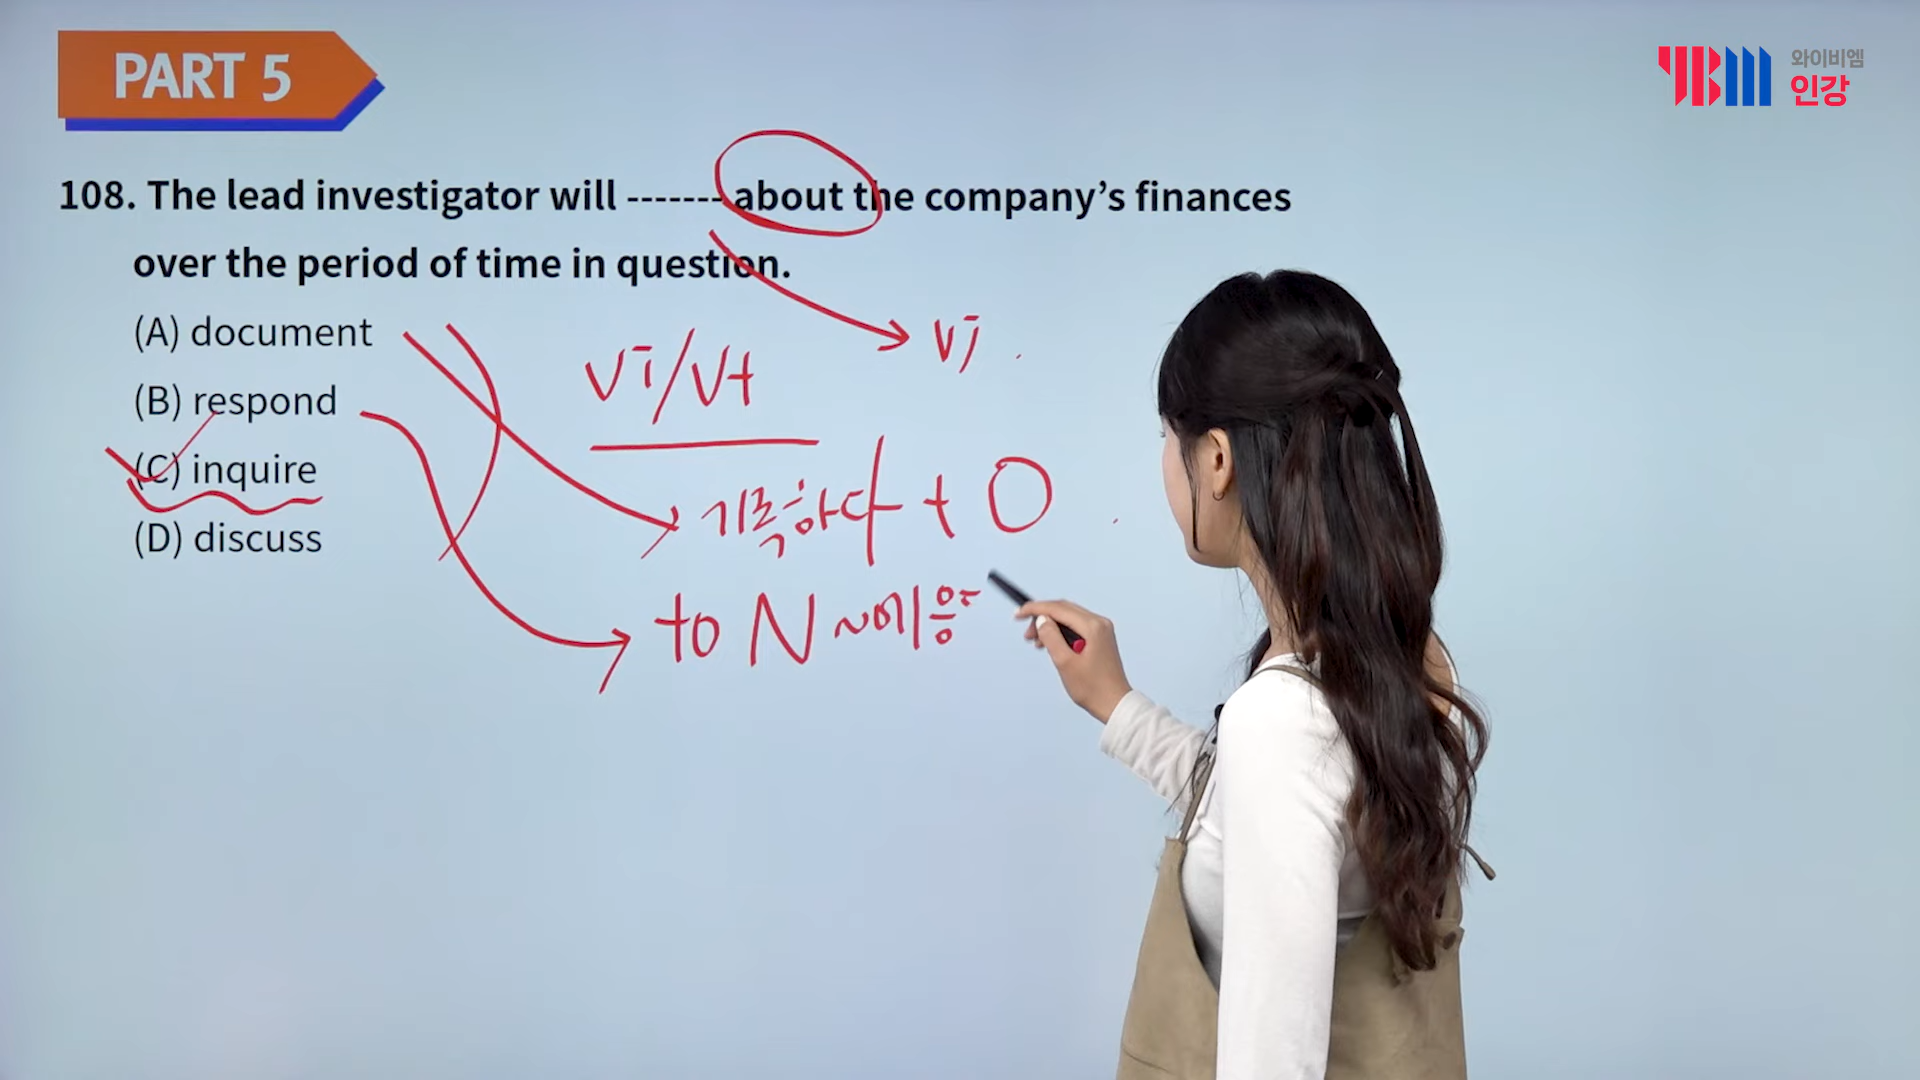 PART 5
YBM 와이비엠
인강
108. The lead investigator will ------- about the company’s finances
over the period of time in question.
(A) document
(B) respond
(C) inquire
(D) discuss
vi.
vi/vt
기록하다 + O
to N ~에 응